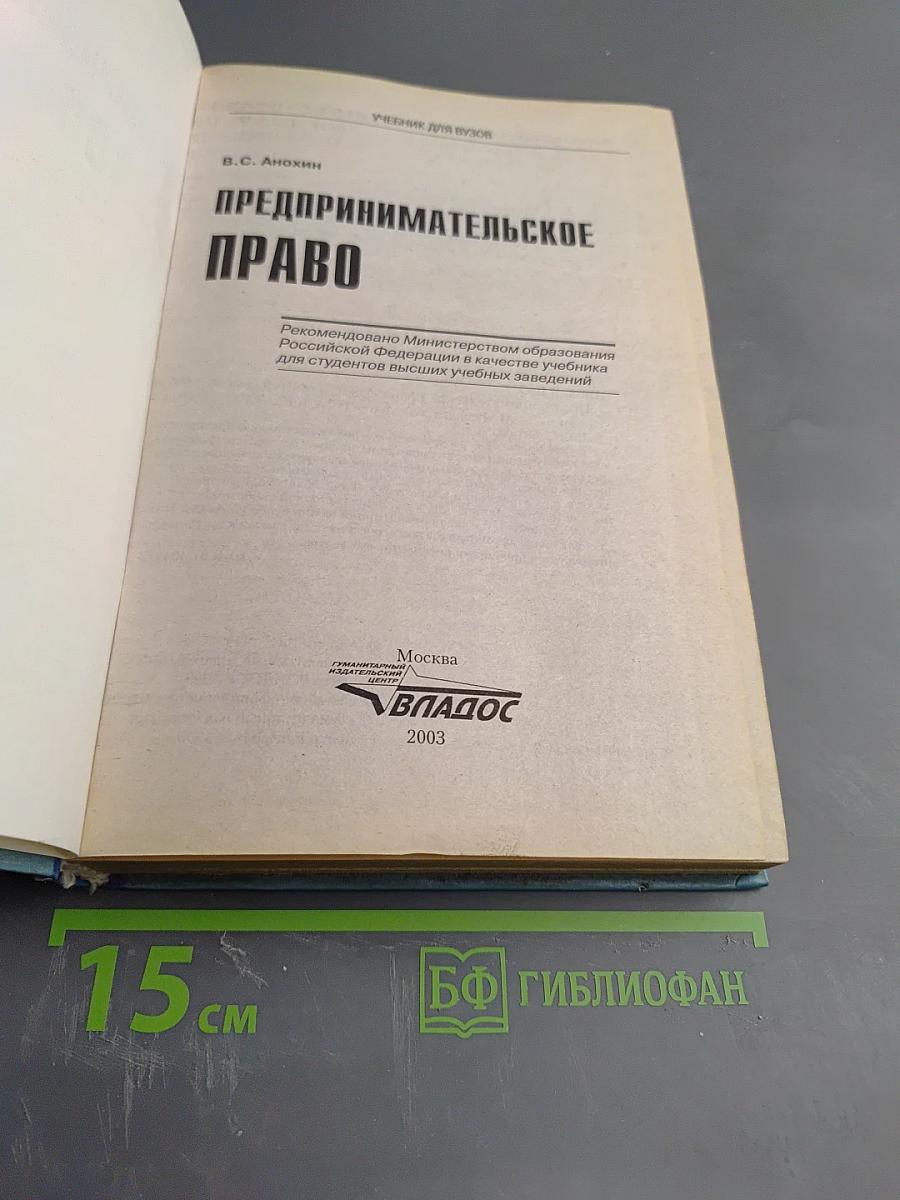 УЧЕБНИК ДЛЯ ВУЗОВ
В.С. Анохин
ПРЕДПРИНИМАТЕЛЬСКОЕ
ПРАВО
Рекомендовано Министерством образования
Российской Федерации в качестве учебника
для студентов высших учебных заведений
Москва
ГУМАНИТАРНЫЙ
ИЗДАТЕЛЬСКИЙ
ЦЕНТР
ВЛАДОС
2003
15 см
БФ ГИБЛИОФАН